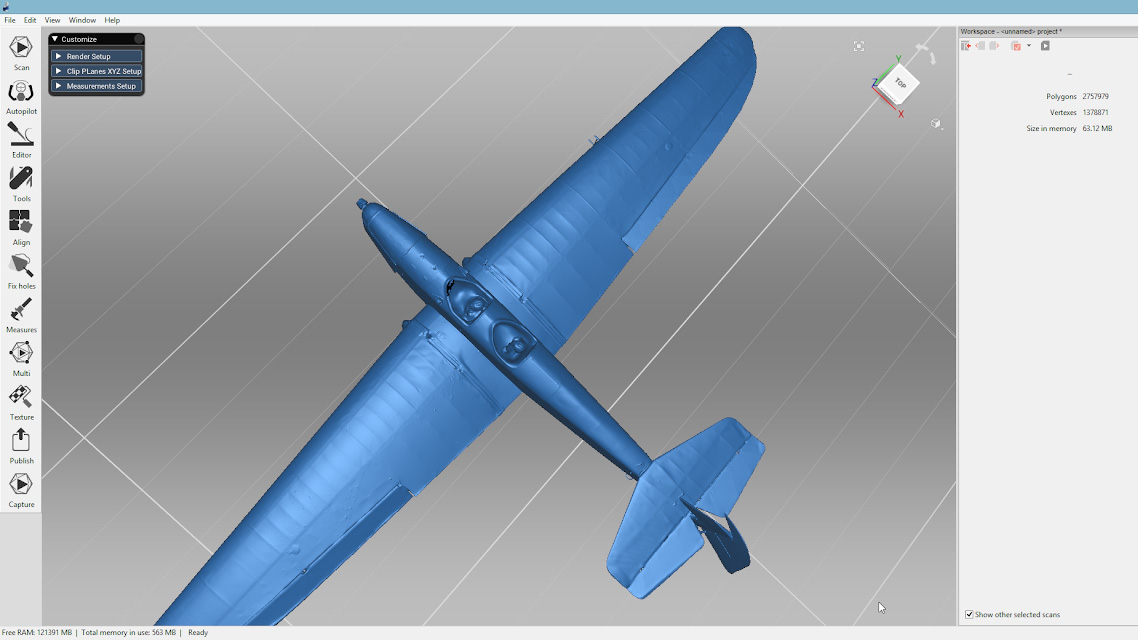 File Edit View Window Help
Customize
Render Setup
Clip PLanes XYZ Setup
Measurements Setup
Scan
Autopilot
Editor
Tools
Align
Fix holes
Measures
Multi
Texture
Publish
Capture
Y
Z
TOP
X
Workspace - <unnamed> project *
Polygons 2757979
Vertexes 1378871
Size in memory 63.12 MB
Show other selected scans
Free RAM: 121391 MB | Total memory in use: 563 MB | Ready